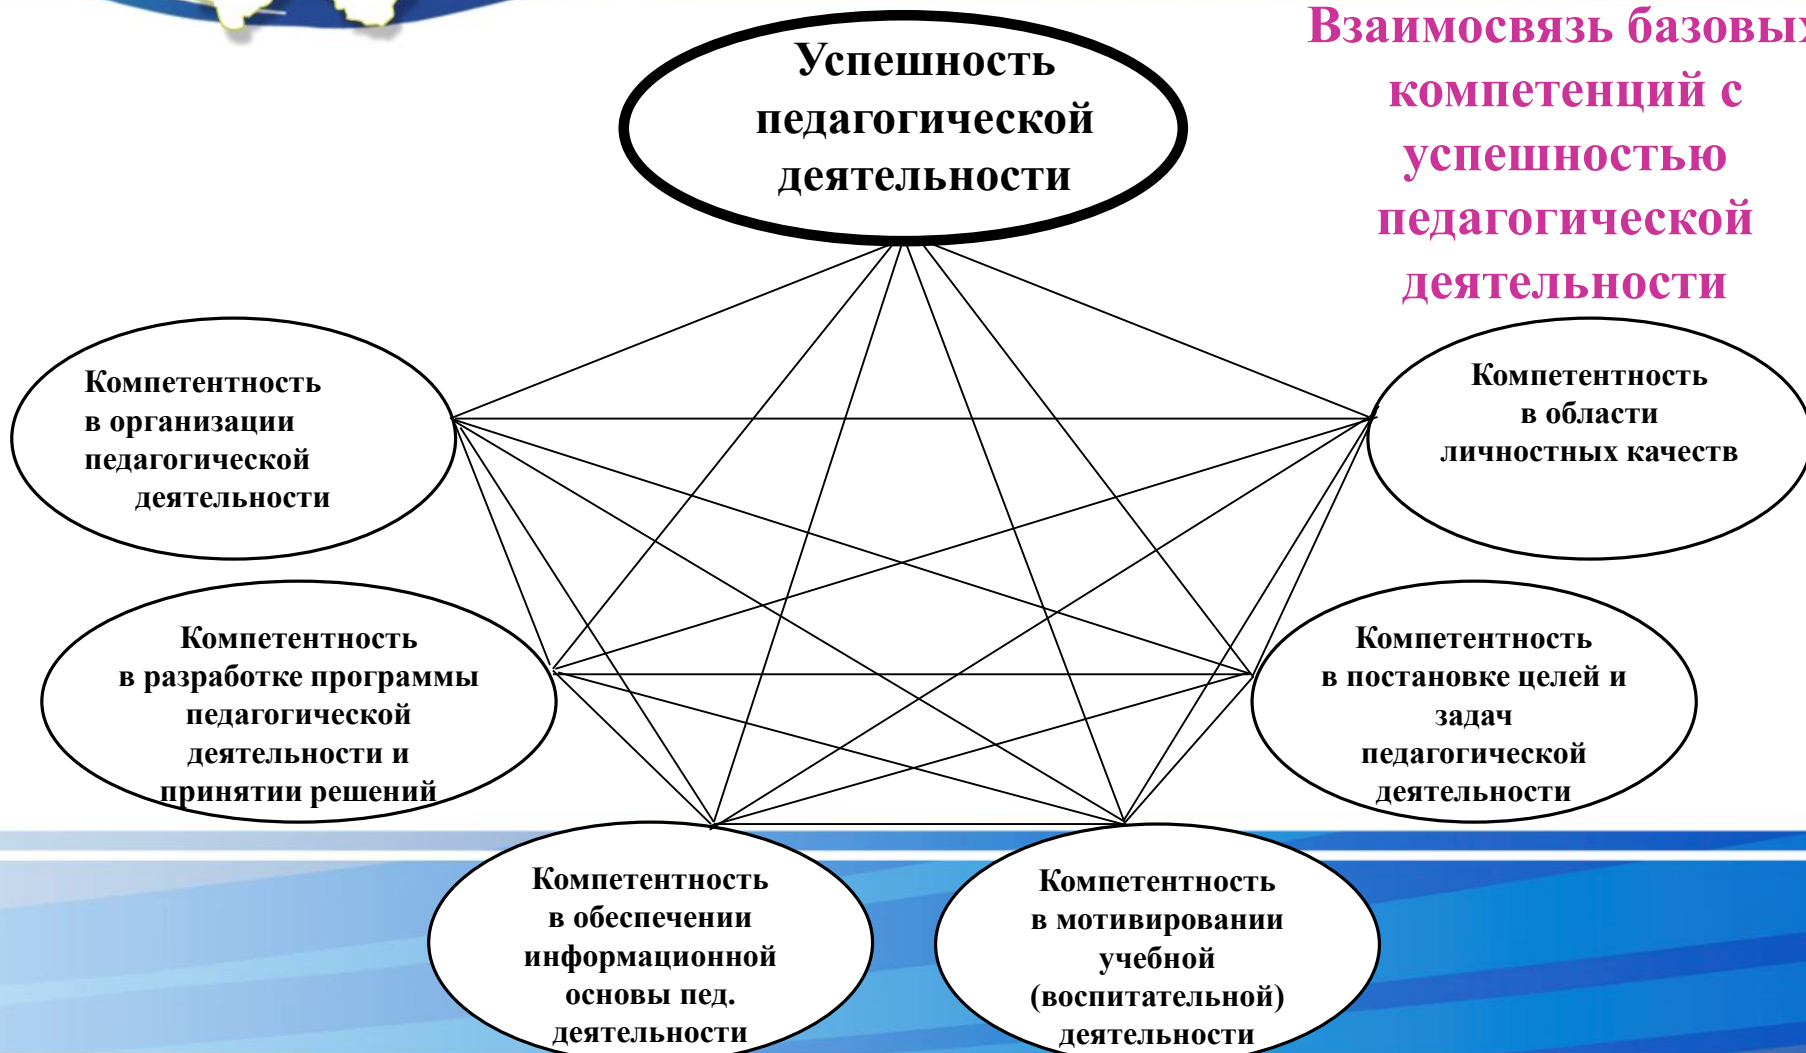 Взаимосвязь базовых
компетенций с
успешностью
педагогической
деятельности
Успешность
педагогической
деятельности
Компетентность
в организации
педагогической
деятельности
Компетентность
в области
личностных качеств
Компетентность
в разработке программы
педагогической
деятельности и
принятии решений
Компетентность
в постановке целей и
задач
педагогической
деятельности
Компетентность
в обеспечении
информационной
основы пед.
деятельности
Компетентность
в мотивировании
учебной
(воспитательной)
деятельности